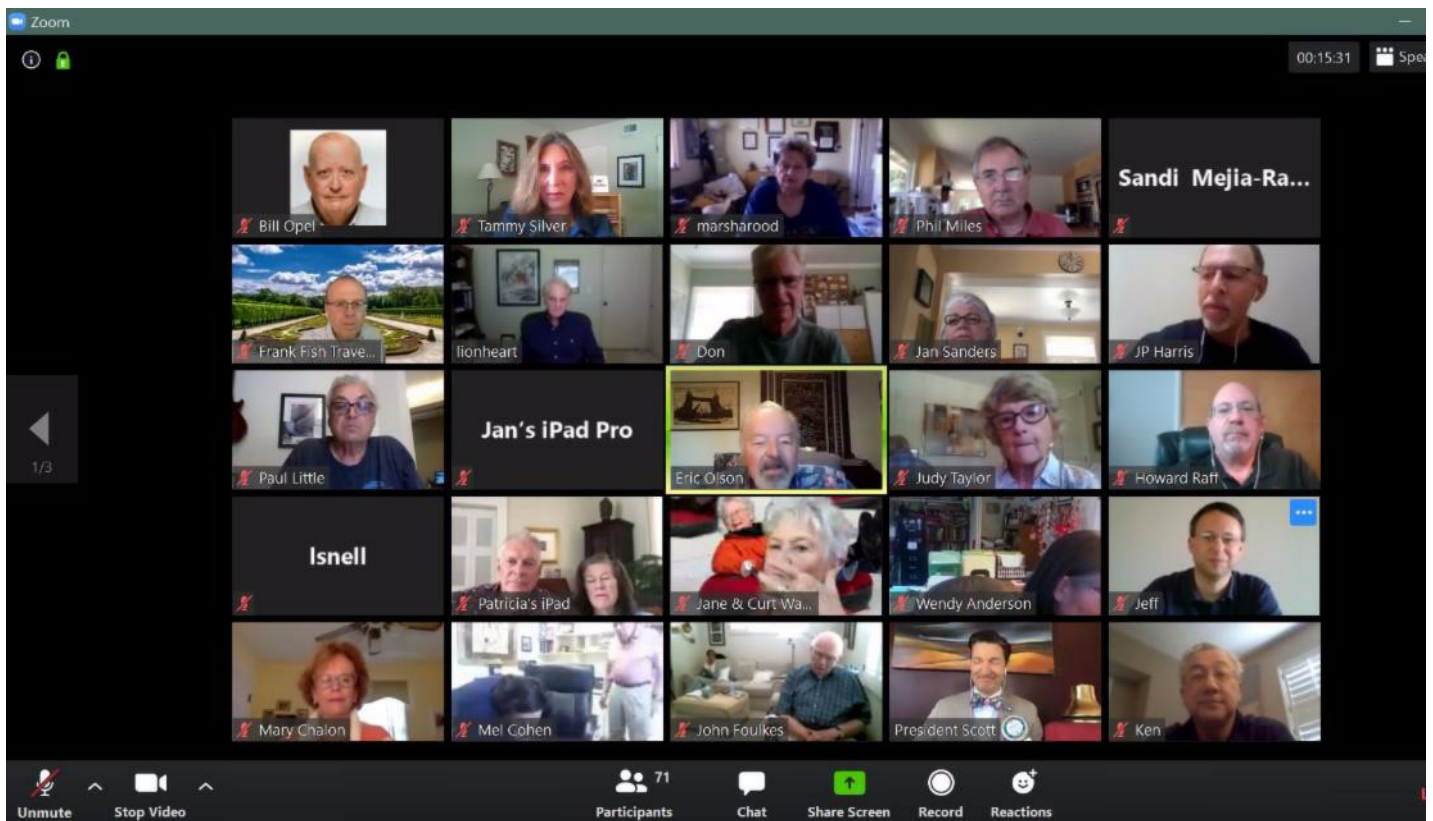 Zoom
00:15:31
Spea
Bill Opel
Tammy Silver
marsharood
Phil Miles
Sandi Mejia-Ra...
Frank Fish Trave...
lionheart
Don
Jan Sanders
JP Harris
1/3
Paul Little
Jan's iPad Pro
Eric Olson
Judy Taylor
Howard Raff
lsnell
Patricia's iPad
Jane & Curt Wa...
Wendy Anderson
Jeff
Mary Chalon
Mel Cohen
John Foulkes
President Scott
Ken
71
Unmute
Stop Video
Participants
Chat
Share Screen
Record
Reactions